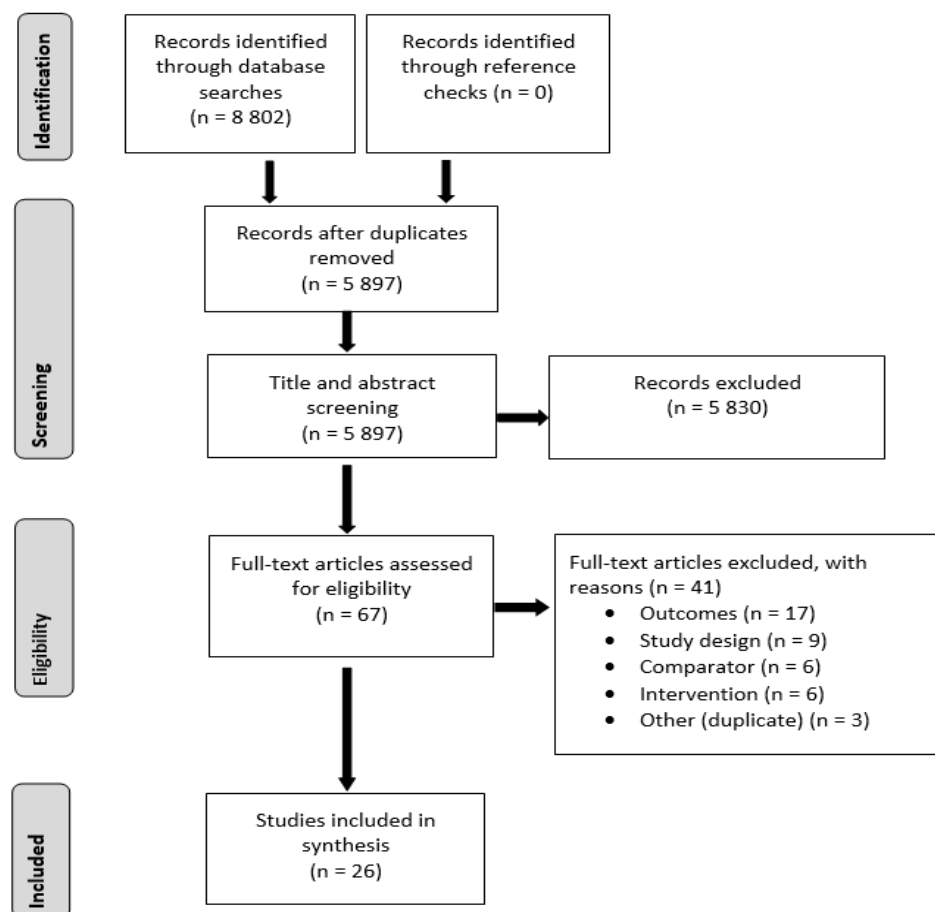 Identification
Records identified
through database
searches
(n = 8 802)
Records identified
through reference
checks (n = 0)
Screening
Records after duplicates
removed
(n = 5 897)
Title and abstract
screening
(n = 5 897)
Records excluded
(n = 5 830)
Eligibility
Full-text articles assessed
for eligibility
(n = 67)
Full-text articles excluded, with
reasons (n = 41)
• Outcomes (n = 17)
• Study design (n = 9)
• Comparator (n = 6)
• Intervention (n = 6)
• Other (duplicate) (n = 3)
Included
Studies included in
synthesis
(n = 26)